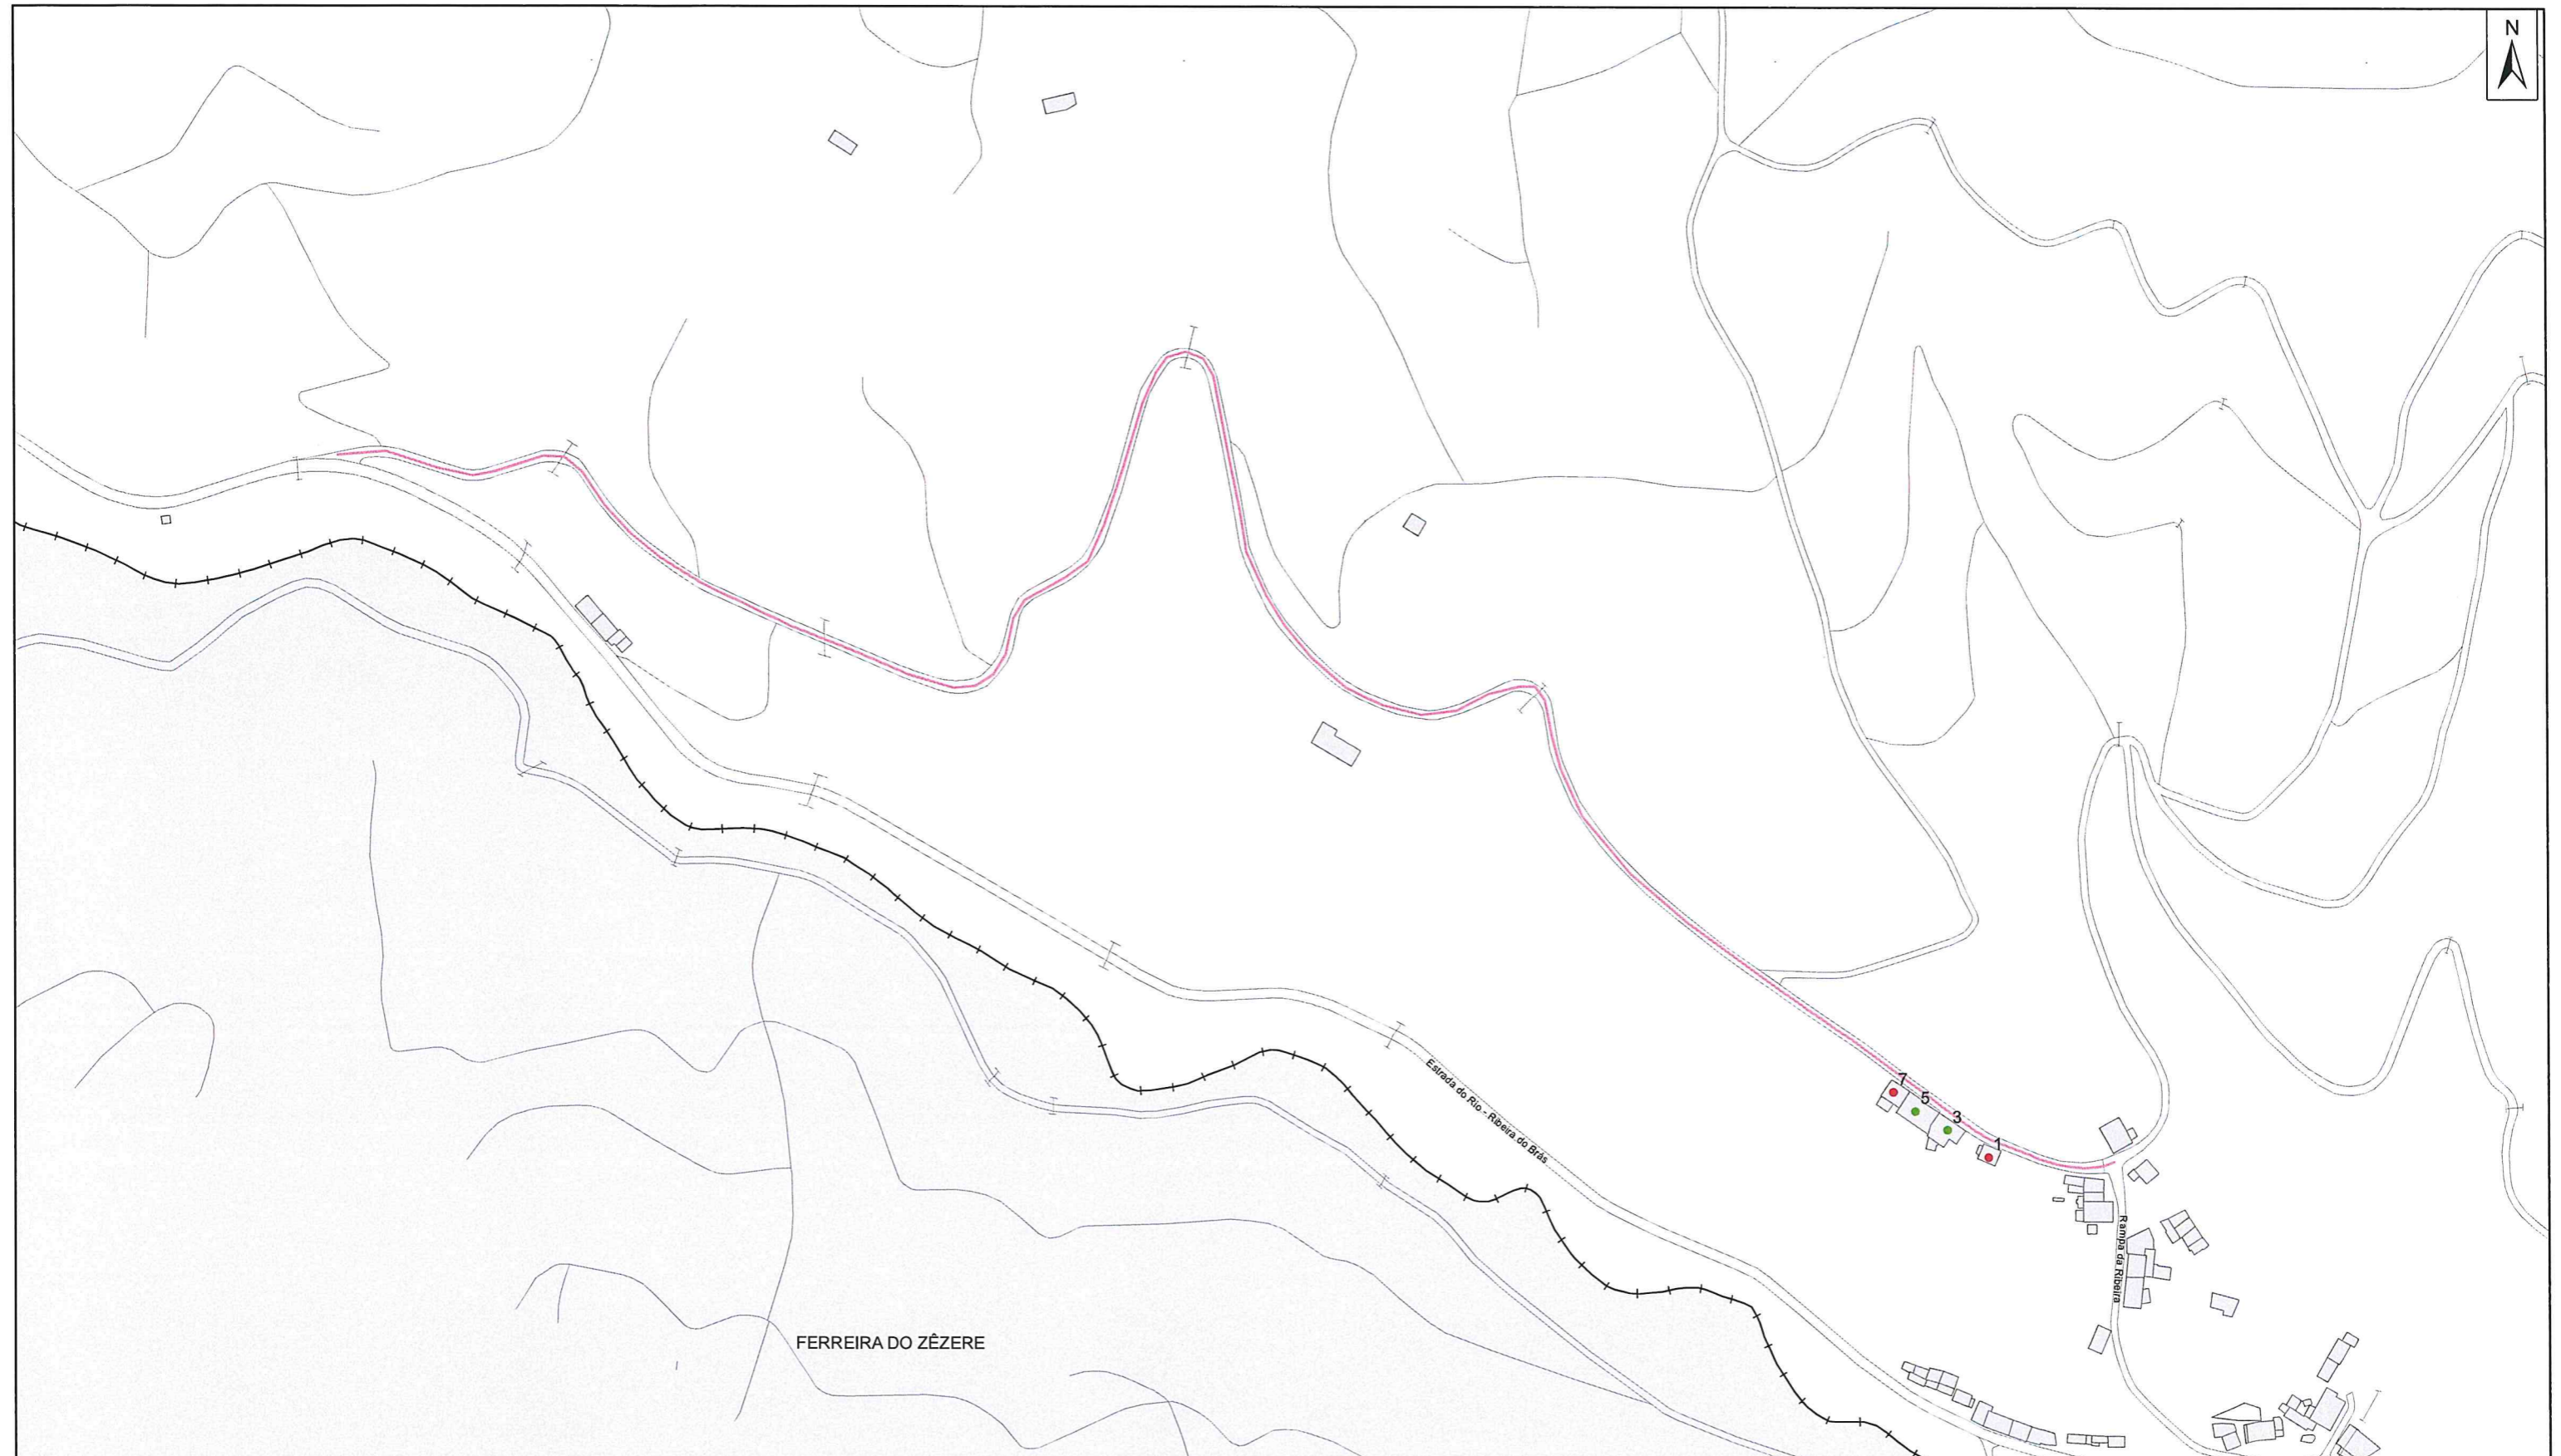 N
Estrada do Rio - Ribeira do Brás
7
5
3
1
Rampa da Ribeira
FERREIRA DO ZÊZERE